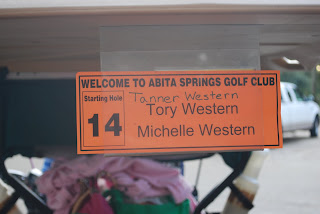 WELCOME TO ABITA SPRINGS GOLF CLUB
Starting Hole
14
Tanner Western
Tory Western
Michelle Western